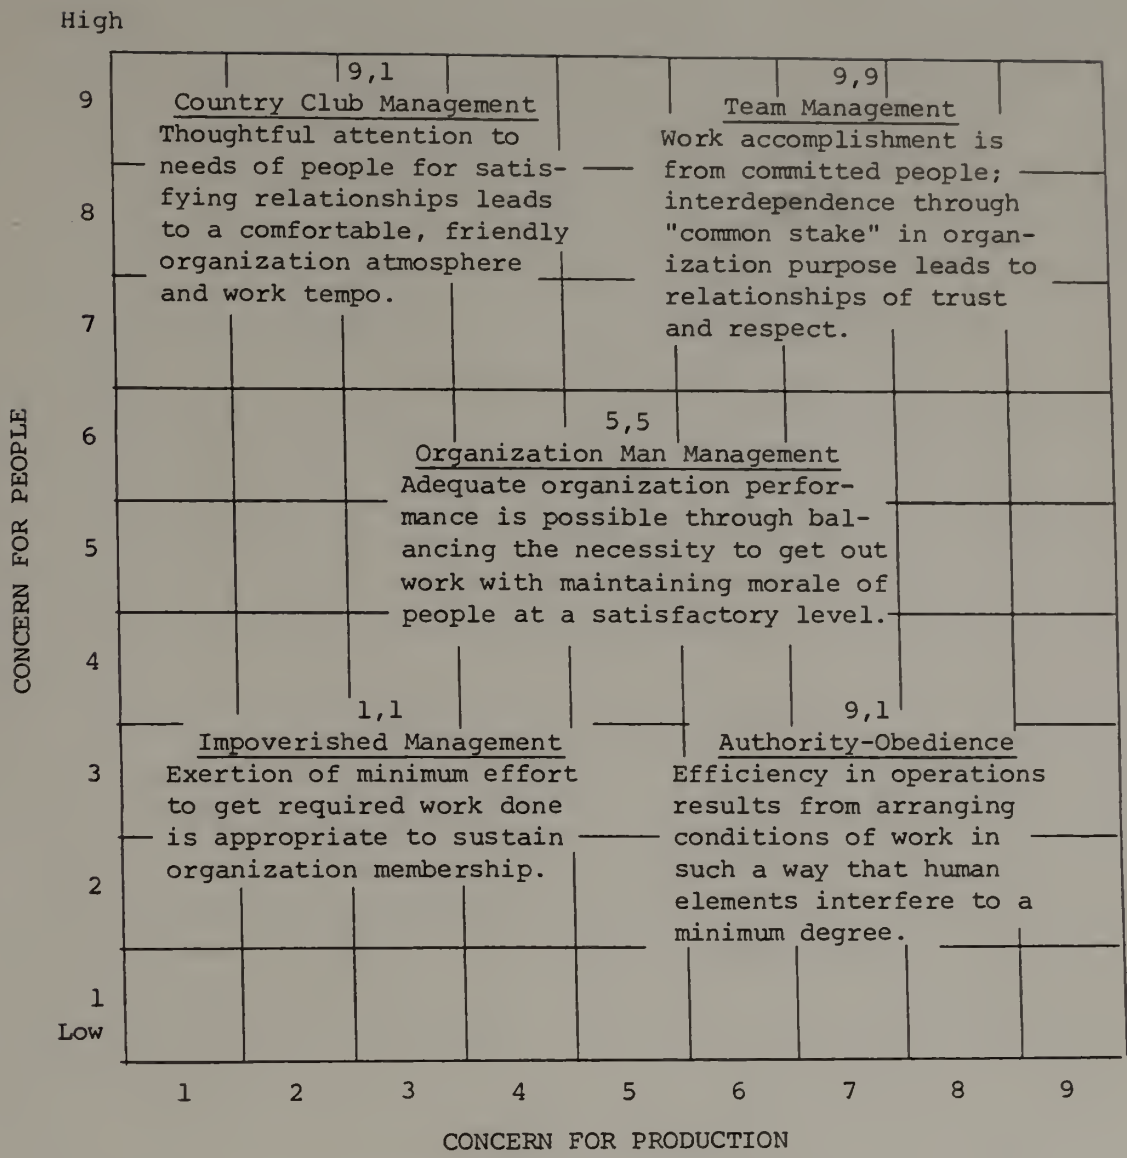 High
9,1
Country Club Management
Thoughtful attention to
needs of people for satis-
fying relationships leads
to a comfortable, friendly
organization atmosphere
and work tempo.
9,9
Team Management
Work accomplishment is
from committed people;
interdependence through
"common stake" in organ-
ization purpose leads to
relationships of trust
and respect.
5,5
Organization Man Management
Adequate organization perfor-
mance is possible through bal-
ancing the necessity to get out
work with maintaining morale of
people at a satisfactory level.
1,1
Impoverished Management
Exertion of minimum effort
to get required work done
is appropriate to sustain
organization membership.
9,1
Authority-Obedience
Efficiency in operations
results from arranging
conditions of work in
such a way that human
elements interfere to a
minimum degree.
9
8
7
6
5
4
3
2
1
Low
CONCERN FOR PEOPLE
1 2 3 4 5 6 7 8 9
CONCERN FOR PRODUCTION